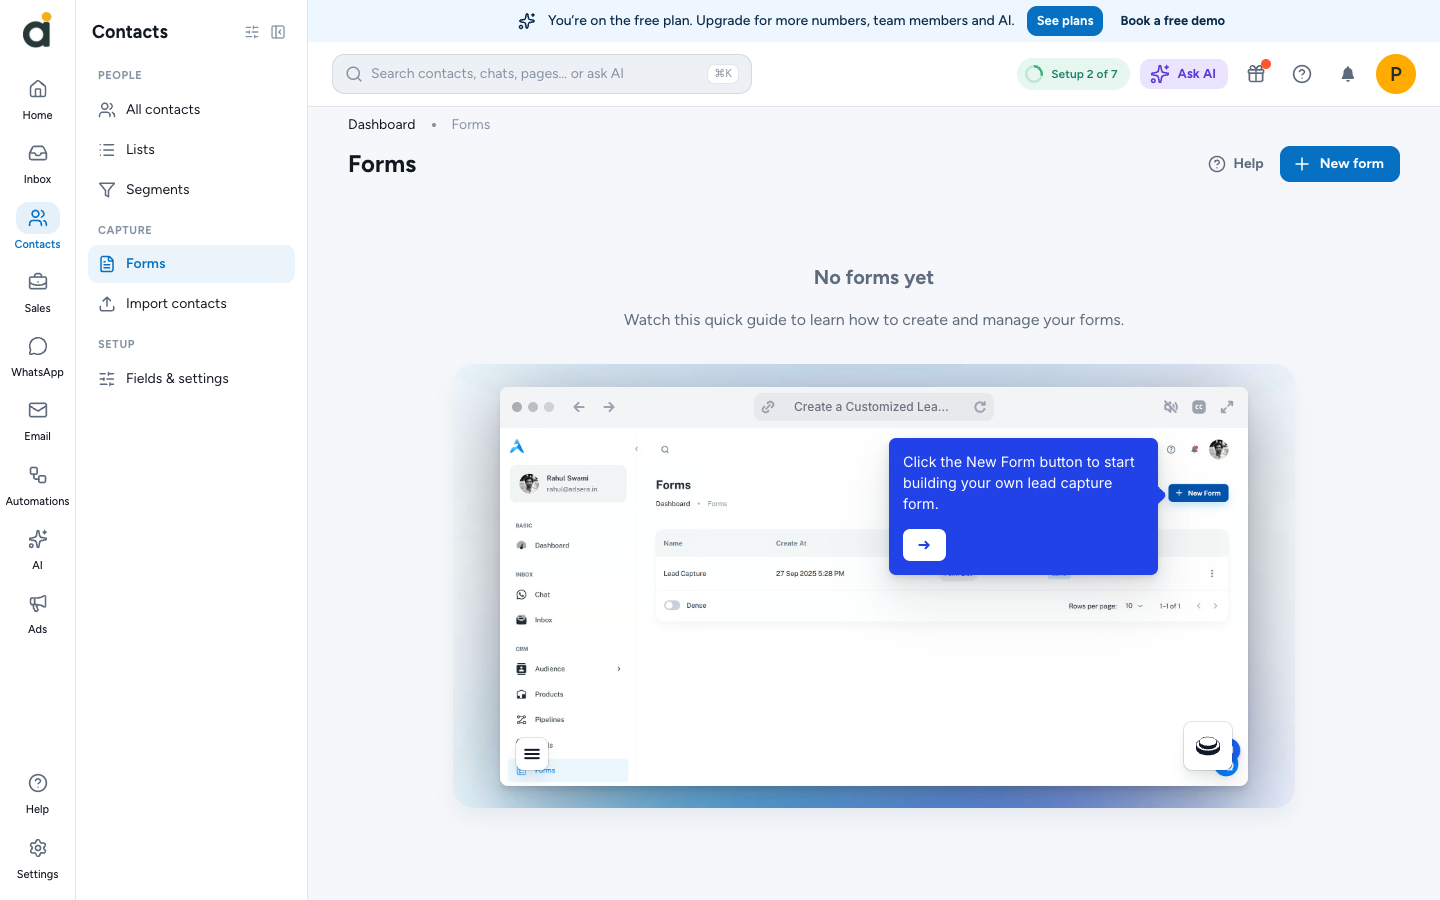 You're on the free plan. Upgrade for more numbers, team members and AI.
See plans
Book a free demo
Home
Inbox
Contacts
Sales
WhatsApp
Email
Automations
AI
Ads
Help
Settings
Contacts
PEOPLE
All contacts
Lists
Segments
CAPTURE
Forms
Import contacts
SETUP
Fields & settings
Search contacts, chats, pages... or ask AI
⌘K
Setup 2 of 7
Ask AI
P
Dashboard • Forms
Forms
Help
New form
No forms yet
Watch this quick guide to learn how to create and manage your forms.
Create a Customized Lea...
Rahul Swami
rahul@edsera.in
BASIC
Dashboard
INBOX
Chat
Inbox
CRM
Audience
Products
Pipelines
Forms
Forms
Dashboard • Forms
New Form
Name
Create At
Lead Capture
27 Sep 2025 5:28 PM
Dense
Rows per page: 10
1–1 of 1
Click the New Form button to start
building your own lead capture
form.